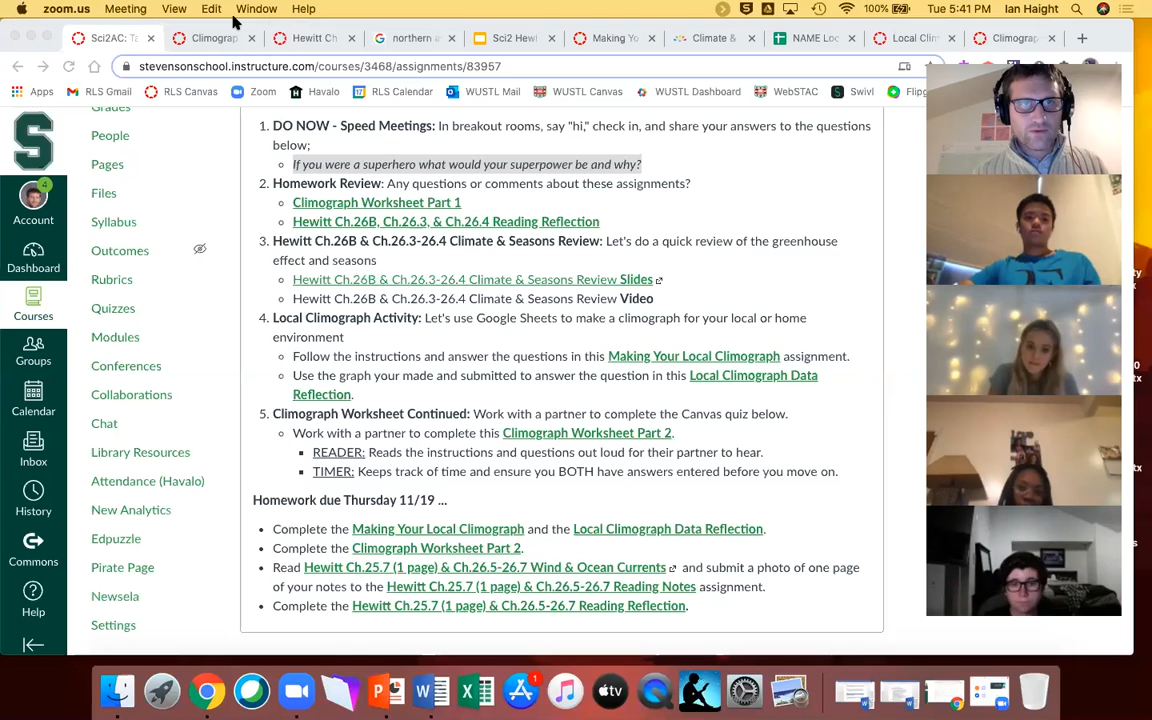 zoom.us Meeting View Edit Window Help 100% Tue 5:41 PM Ian Haight
Sci2AC: Ta Climograp Hewitt Ch northern a Sci2 Hewi Making Yo Climate & NAME Loc Local Clim Climograp
stevensonschool.instructure.com/courses/3468/assignments/83957
Apps RLS Gmail RLS Canvas Zoom Havalo RLS Calendar WUSTL Mail WUSTL Canvas WUSTL Dashboard WebSTAC Swivl Flipg
S
4
Account
Dashboard
Courses
Groups
Calendar
Inbox
History
Commons
Help
Grades
People
Pages
Files
Syllabus
Outcomes
Rubrics
Quizzes
Modules
Conferences
Collaborations
Chat
Library Resources
Attendance (Havalo)
New Analytics
Edpuzzle
Pirate Page
Newsela
Settings
1. DO NOW - Speed Meetings: In breakout rooms, say "hi," check in, and share your answers to the questions
below;
If you were a superhero what would your superpower be and why?
2. Homework Review: Any questions or comments about these assignments?
Climograph Worksheet Part 1
Hewitt Ch.26B, Ch.26.3, & Ch.26.4 Reading Reflection
3. Hewitt Ch.26B & Ch.26.3-26.4 Climate & Seasons Review: Let's do a quick review of the greenhouse
effect and seasons
Hewitt Ch.26B & Ch.26.3-26.4 Climate & Seasons Review Slides
Hewitt Ch.26B & Ch.26.3-26.4 Climate & Seasons Review Video
4. Local Climograph Activity: Let's use Google Sheets to make a climograph for your local or home
environment
Follow the instructions and answer the questions in this Making Your Local Climograph assignment.
Use the graph your made and submitted to answer the question in this Local Climograph Data
Reflection.
5. Climograph Worksheet Continued: Work with a partner to complete the Canvas quiz below.
Work with a partner to complete this Climograph Worksheet Part 2.
READER: Reads the instructions and questions out loud for their partner to hear.
TIMER: Keeps track of time and ensure you BOTH have answers entered before you move on.
Homework due Thursday 11/19 ...
Complete the Making Your Local Climograph and the Local Climograph Data Reflection.
Complete the Climograph Worksheet Part 2.
Read Hewitt Ch.25.7 (1 page) & Ch.26.5-26.7 Wind & Ocean Currents and submit a photo of one page
of your notes to the Hewitt Ch.25.7 (1 page) & Ch.26.5-26.7 Reading Notes assignment.
Complete the Hewitt Ch.25.7 (1 page) & Ch.26.5-26.7 Reading Reflection.
1
tv